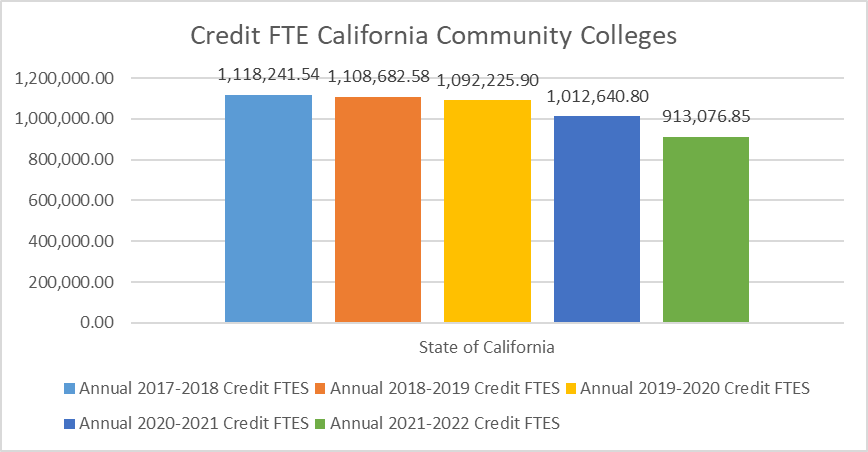 Credit FTE California Community Colleges
1,200,000.00
1,000,000.00
800,000.00
600,000.00
400,000.00
200,000.00
0.00
1,118,241.54
1,108,682.58
1,092,225.90
1,012,640.80
913,076.85
State of California
Annual 2017-2018 Credit FTES
Annual 2018-2019 Credit FTES
Annual 2019-2020 Credit FTES
Annual 2020-2021 Credit FTES
Annual 2021-2022 Credit FTES